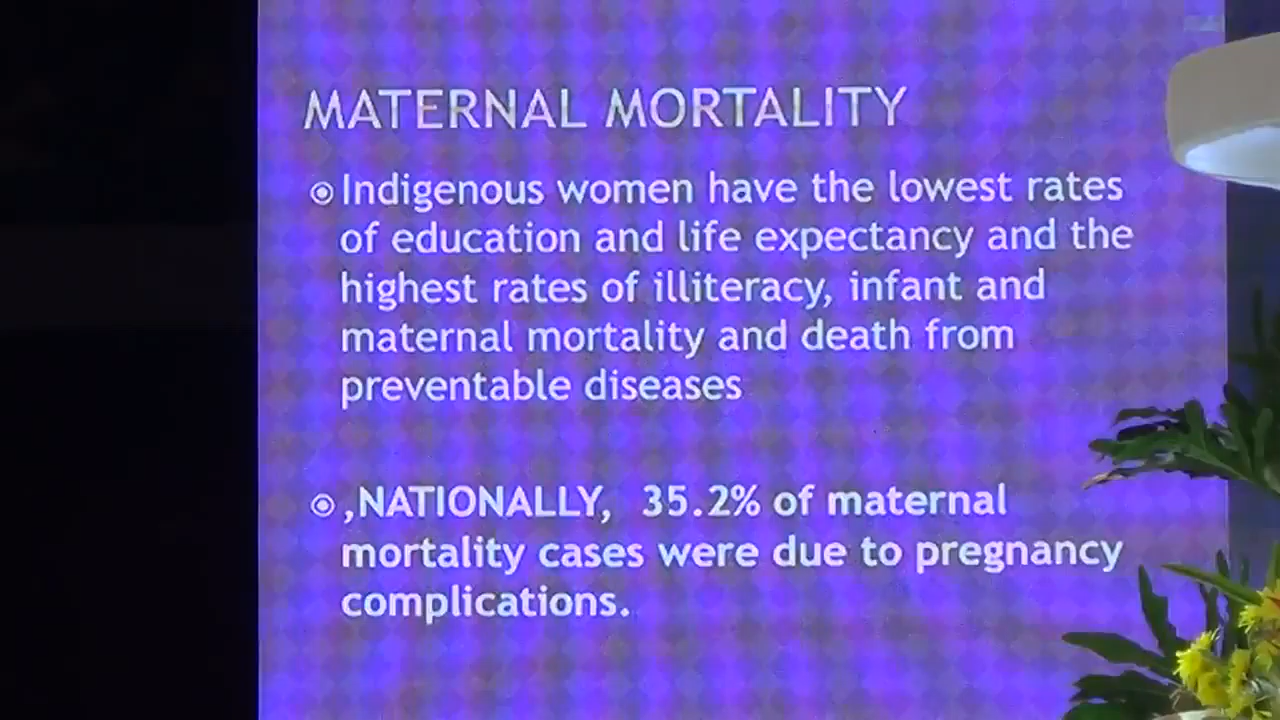 MATERNAL MORTALITY
Indigenous women have the lowest rates
of education and life expectancy and the
highest rates of illiteracy, infant and
maternal mortality and death from
preventable diseases
,NATIONALLY, 35.2% of maternal
mortality cases were due to pregnancy
complications.